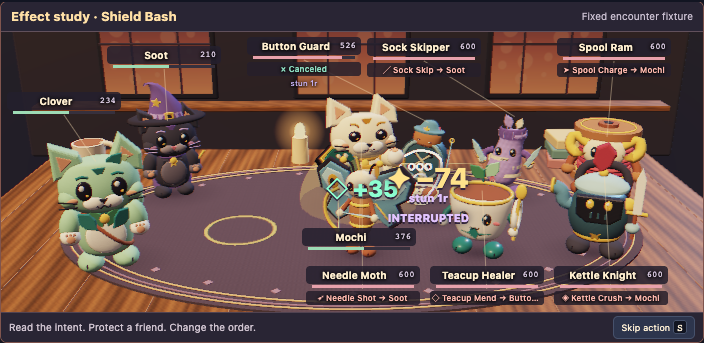 Effect study · Shield Bash
Fixed encounter fixture
Soot 210
Button Guard 526
× Canceled
stun 1r
Sock Skipper 600
Sock Skip → Soot
Spool Ram 600
Spool Charge → Mochi
Clover 234
+35
−74
stun 1r
INTERRUPTED
Mochi 376
Needle Moth 600
Needle Shot → Soot
Teacup Healer 600
Teacup Mend → Butto...
Kettle Knight 600
Kettle Crush → Mochi
Read the intent. Protect a friend. Change the order.
Skip action S